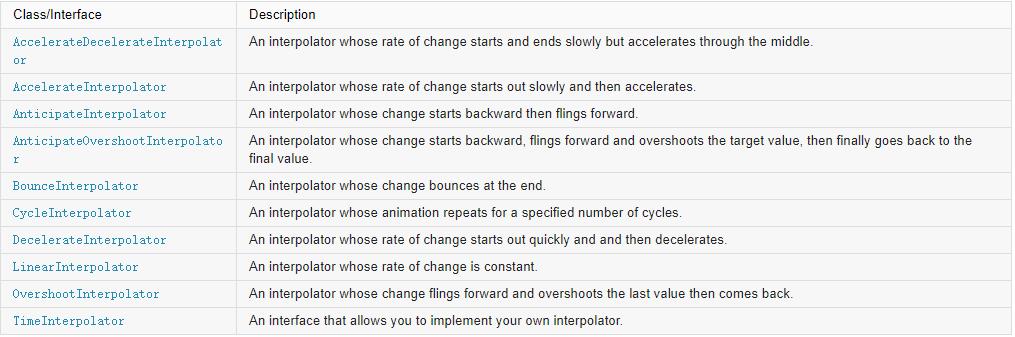 Class/Interface Description
AccelerateDecelerateInterpolat An interpolator whose rate of change starts and ends slowly but accelerates through the middle.
or
AccelerateInterpolator An interpolator whose rate of change starts out slowly and then accelerates.
AnticipateInterpolator An interpolator whose change starts backward then flings forward.
AnticipateOvershootInterpolato An interpolator whose change starts backward, flings forward and overshoots the target value, then finally goes back to the
r final value.
BounceInterpolator An interpolator whose change bounces at the end.
CycleInterpolator An interpolator whose animation repeats for a specified number of cycles.
DecelerateInterpolator An interpolator whose rate of change starts out quickly and and then decelerates.
LinearInterpolator An interpolator whose rate of change is constant.
OvershootInterpolator An interpolator whose change flings forward and overshoots the last value then comes back.
TimeInterpolator An interface that allows you to implement your own interpolator.